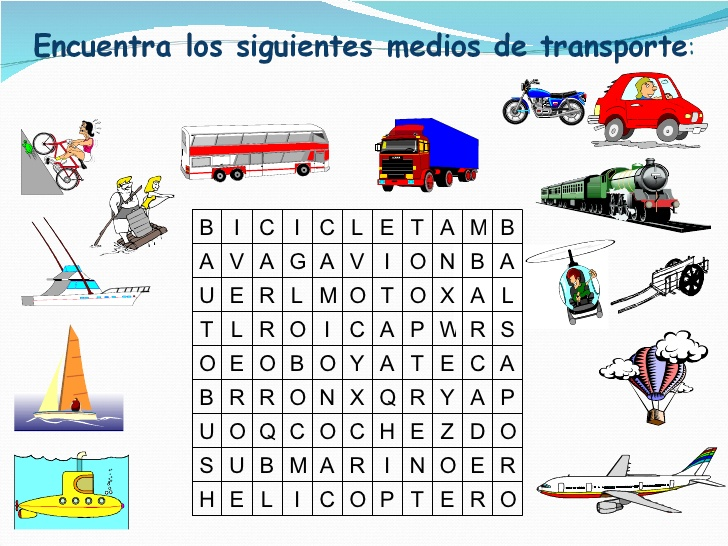 Encuentra los siguientes medios de transporte:
B I C I C L E T A M B
A V A G A V I O N B A
U E R L M O T O X A L
T L R O I C A P W R S
O E O B O Y A T E C A
B R R O N X Q R Y A P
U O Q C O C H E Z D O
S U B M A R I N O E R
H E L I C O P T E R O